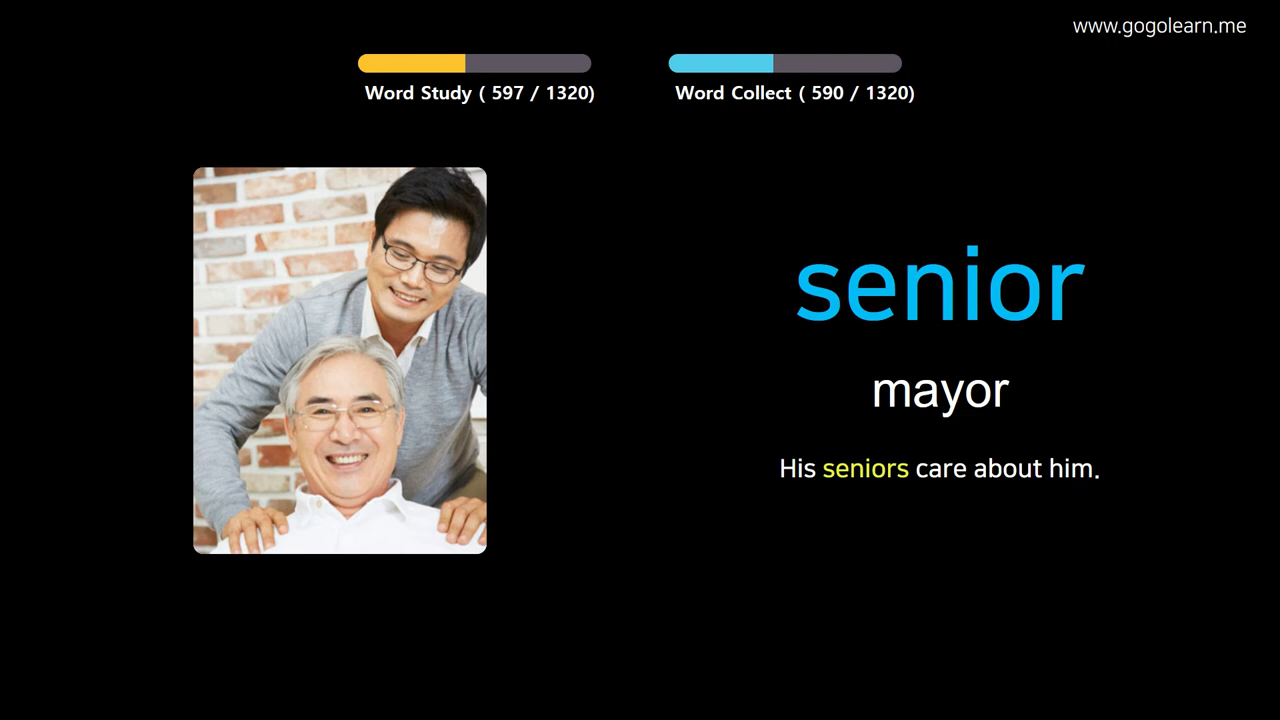 www.gogolearn.me
Word Study ( 597 / 1320)
Word Collect ( 590 / 1320)
senior
mayor
His seniors care about him.